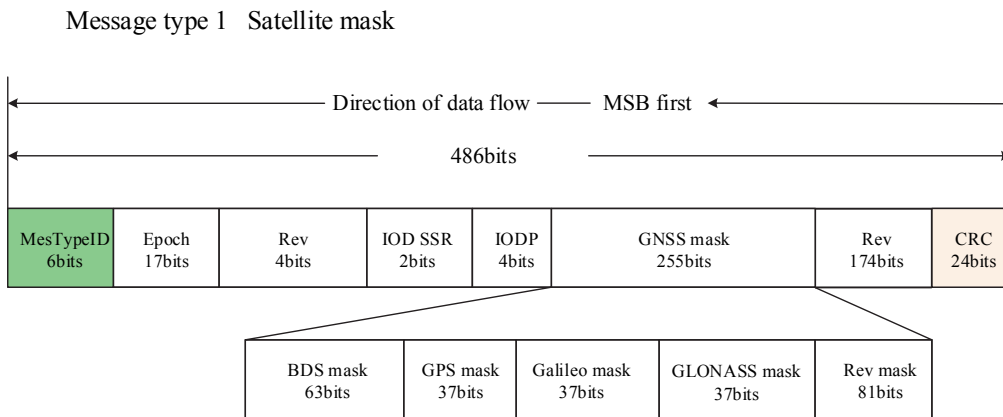 Message type 1 Satellite mask
Direction of data flow MSB first
486bits
MesTypeID Epoch Rev IOD SSR IODP GNSS mask Rev CRC
6bits 17bits 4bits 2bits 4bits 255bits 174bits 24bits
BDS mask GPS mask Galileo mask GLONASS mask Rev mask
63bits 37bits 37bits 37bits 81bits